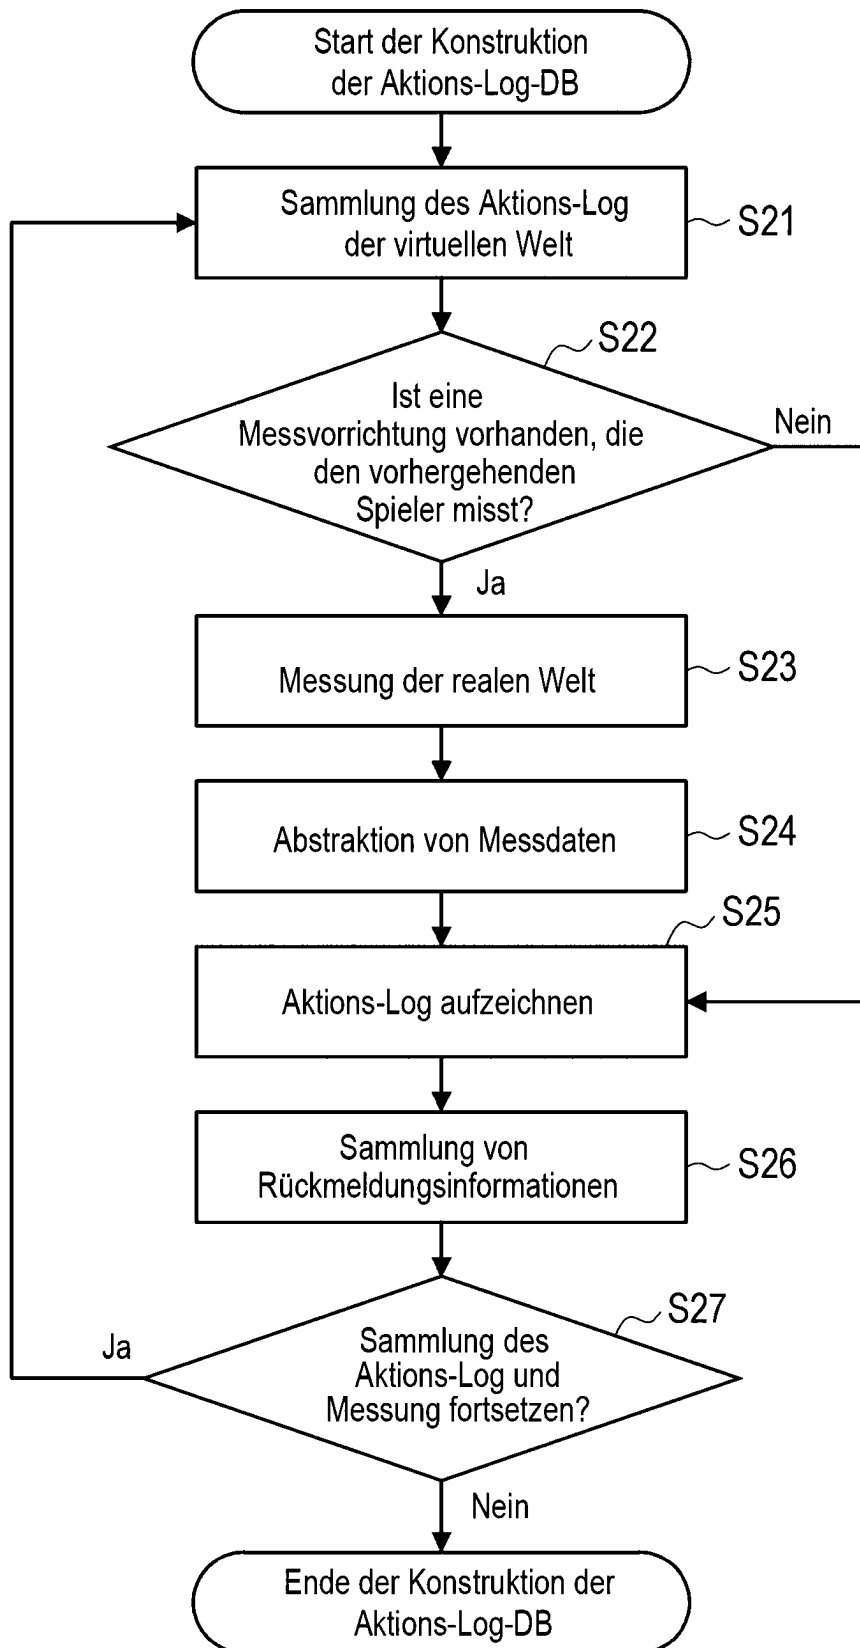 Start der Konstruktion
der Aktions-Log-DB
Sammlung des Aktions-Log
der virtuellen Welt
S21
S22
Ist eine
Messvorrichtung vorhanden, die
den vorhergehenden
Spieler misst?
Nein
Ja
Messung der realen Welt
S23
Abstraktion von Messdaten
S24
S25
Aktions-Log aufzeichnen
Sammlung von
Rückmeldungsinformationen
S26
S27
Ja
Sammlung des
Aktions-Log und
Messung fortsetzen?
Nein
Ende der Konstruktion der
Aktions-Log-DB